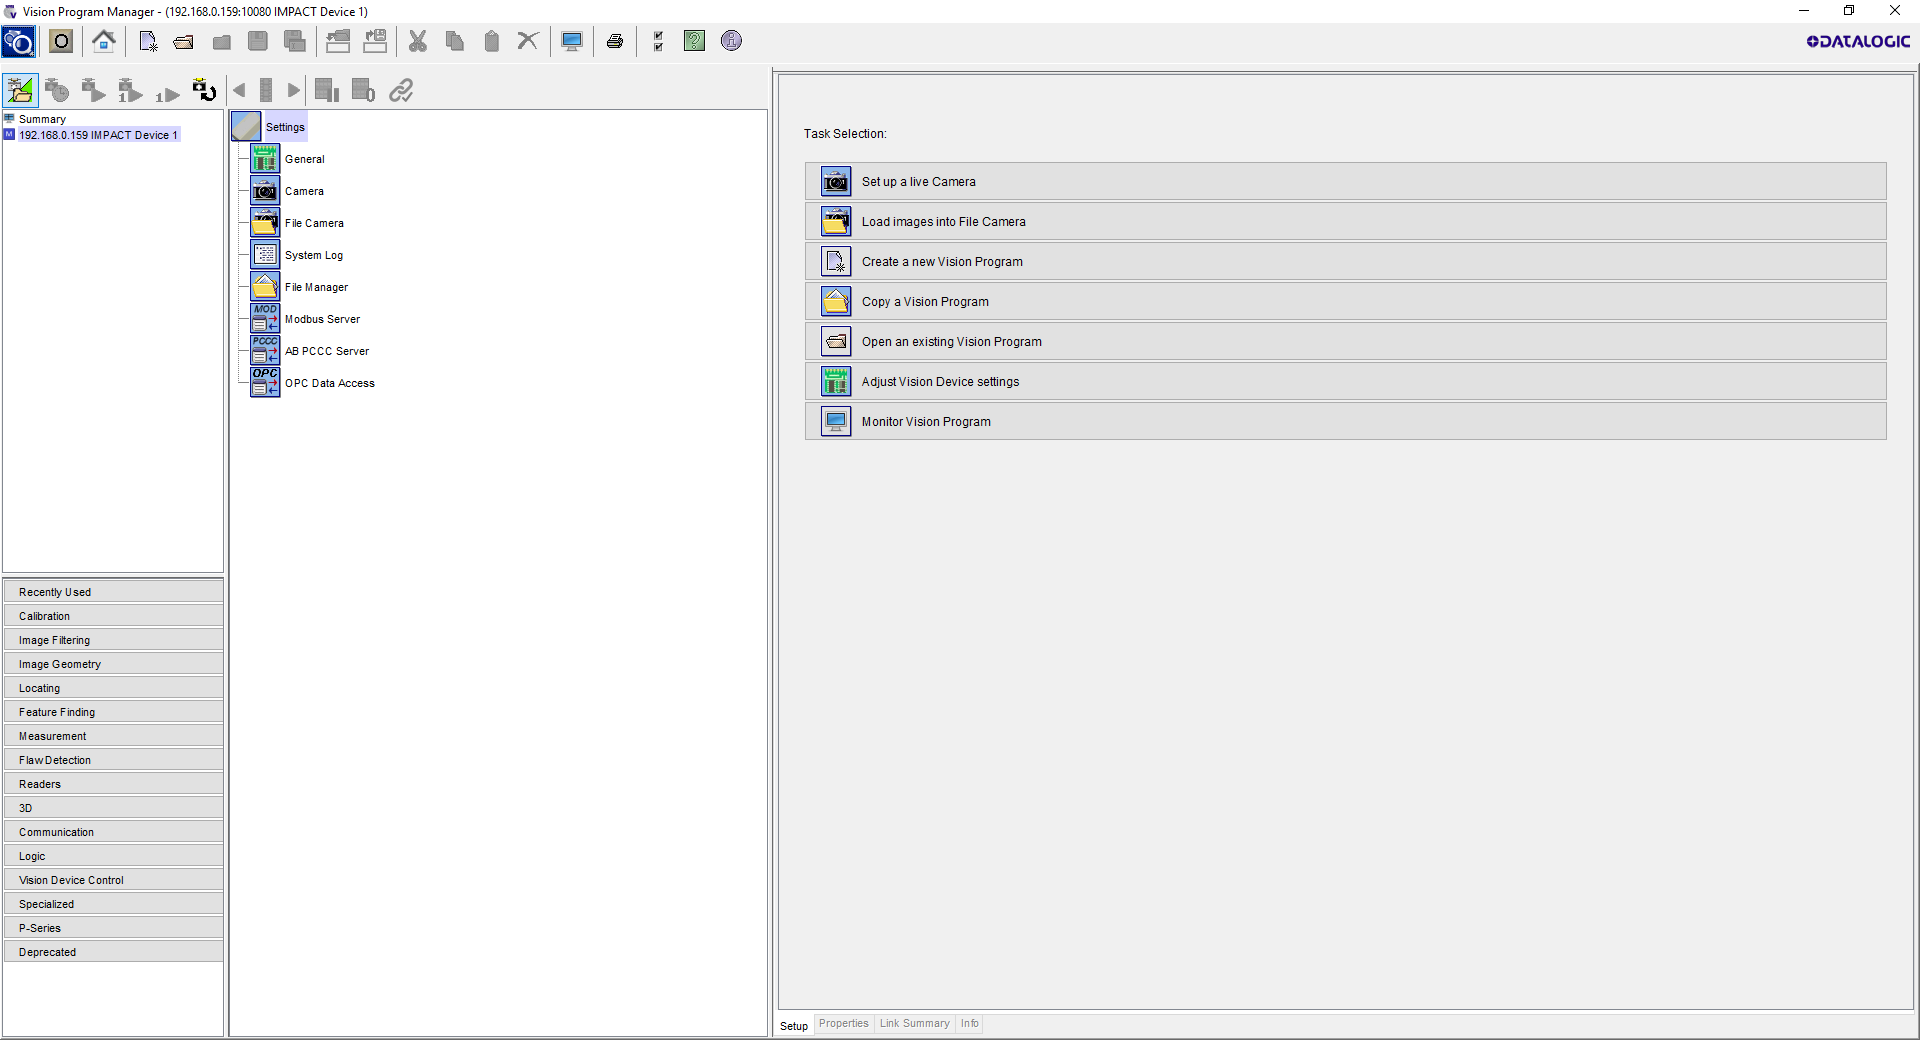 Vision Program Manager - (192.168.0.159:10080 IMPACT Device 1)
O
DATALOGIC
1
1
0
Summary
M
192.168.0.159 IMPACT Device 1
Settings
General
Camera
File Camera
System Log
File Manager
MOD
Modbus Server
PCCC
AB PCCC Server
OPC
OPC Data Access
Recently Used
Calibration
Image Filtering
Image Geometry
Locating
Feature Finding
Measurement
Flaw Detection
Readers
3D
Communication
Logic
Vision Device Control
Specialized
P-Series
Deprecated
Task Selection:
Set up a live Camera
Load images into File Camera
Create a new Vision Program
Copy a Vision Program
Open an existing Vision Program
Adjust Vision Device settings
Monitor Vision Program
Setup
Properties
Link Summary
Info